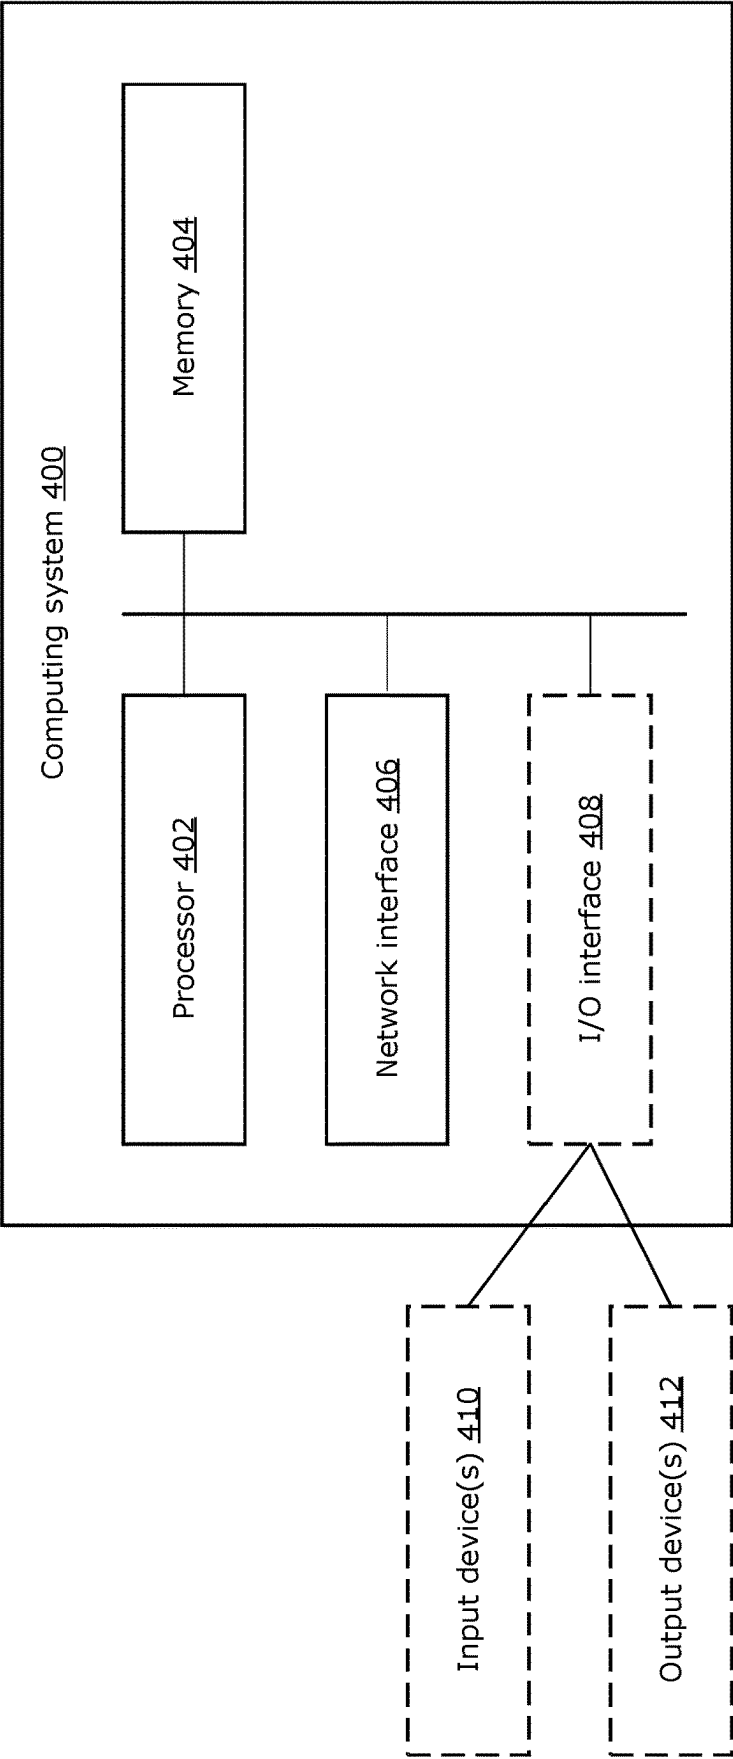 Computing system 400
Processor 402
Memory 404
Network interface 406
I/O interface 408
Input device(s) 410
Output device(s) 412